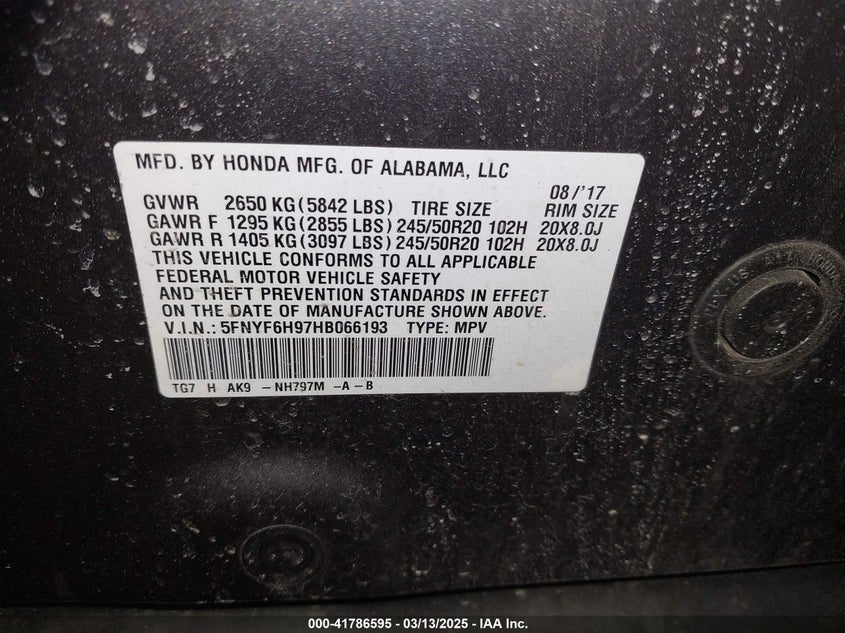 MFD. BY HONDA MFG. OF ALABAMA, LLC
08/'17
GVWR 2650 KG(5842 LBS) TIRE SIZE RIM SIZE
GAWR F 1295 KG(2855 LBS) 245/50R20 102H 20X8.0J
GAWR R 1405 KG(3097 LBS) 245/50R20 102H 20X8.0J
THIS VEHICLE CONFORMS TO ALL APPLICABLE
FEDERAL MOTOR VEHICLE SAFETY
AND THEFT PREVENTION STANDARDS IN EFFECT
ON THE DATE OF MANUFACTURE SHOWN ABOVE.
V.I.N.: 5FNYF6H97HB066193 TYPE: MPV
TG7 H AK9 – NH797M –A – B
000-41786595 - 03/13/2025 - IAA Inc.